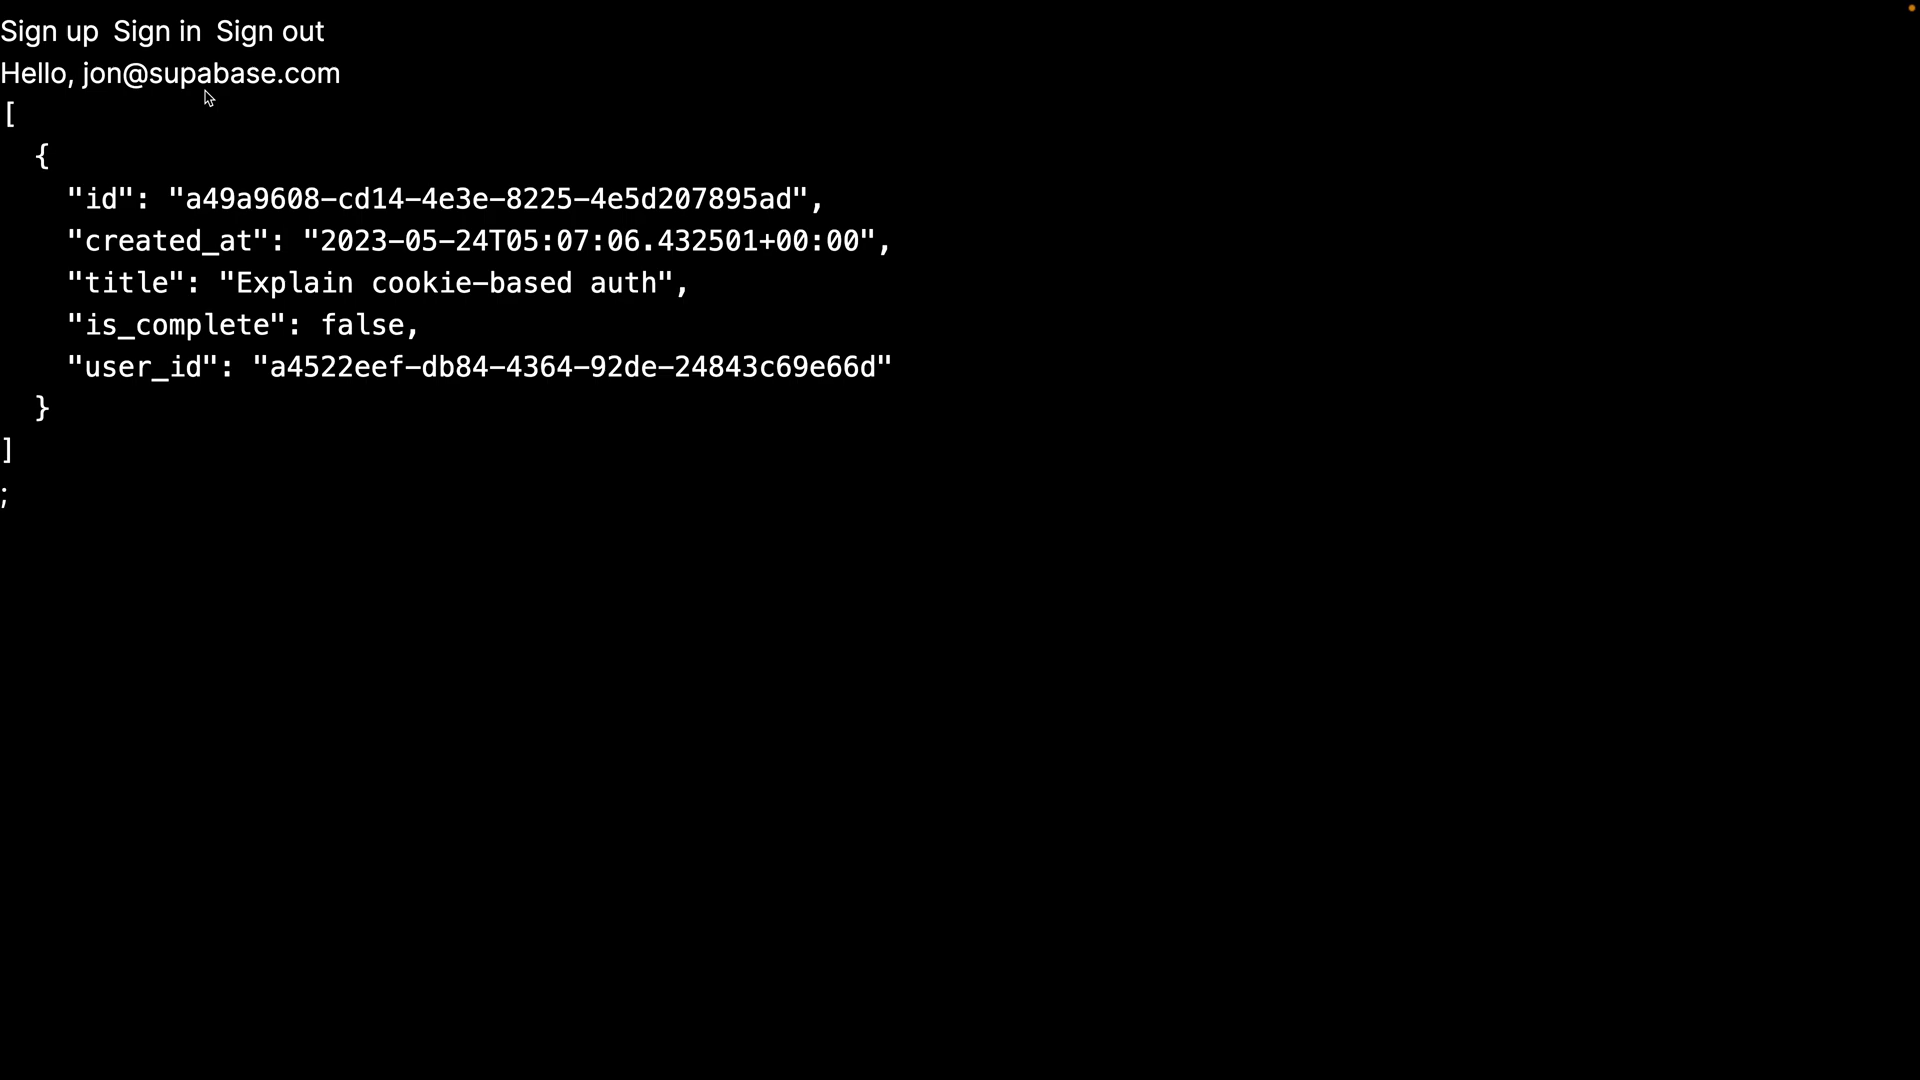 Sign up Sign in Sign out
Hello, jon@supabase.com
[
  {
    "id": "a49a9608-cd14-4e3e-8225-4e5d207895ad",
    "created_at": "2023-05-24T05:07:06.432501+00:00",
    "title": "Explain cookie-based auth",
    "is_complete": false,
    "user_id": "a4522eef-db84-4364-92de-24843c69e66d"
  }
]
;